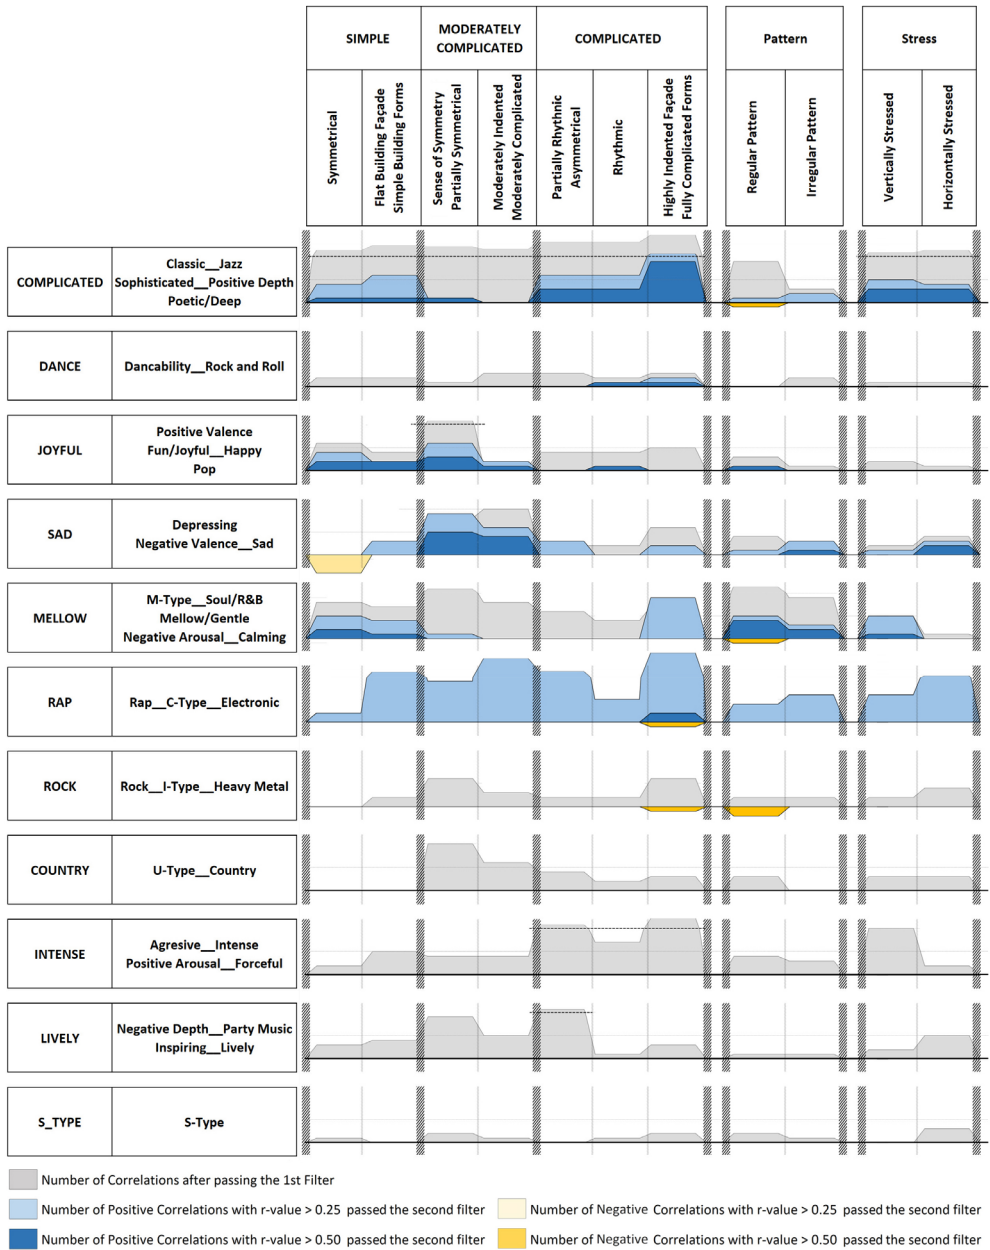 SIMPLE
MODERATELY
COMPLICATED
COMPLICATED
Pattern
Stress
Symmetrical
Flat Building Façade
Simple Building Forms
Sense of Symmetry
Partially Symmetrical
Moderately Indented
Moderately Complicated
Partially Rhythmic
Asymmetrical
Rhythmic
Highly Indented Façade
Fully Complicated Forms
Regular Pattern
Irregular Pattern
Vertically Stressed
Horizontally Stressed
COMPLICATED
Classic__Jazz
Sophisticated__Positive Depth
Poetic/Deep
DANCE
Dancability__Rock and Roll
JOYFUL
Positive Valence
Fun/Joyful__Happy
Pop
SAD
Depressing
Negative Valence__Sad
MELLOW
M-Type__Soul/R&B
Mellow/Gentle
Negative Arousal__Calming
RAP
Rap__C-Type__Electronic
ROCK
Rock__I-Type__Heavy Metal
COUNTRY
U-Type__Country
INTENSE
Agresive__Intense
Positive Arousal__Forceful
LIVELY
Negative Depth__Party Music
Inspiring__Lively
S_TYPE
S-Type
Number of Correlations after passing the 1st Filter
Number of Positive Correlations with r-value > 0.25 passed the second filter
Number of Negative Correlations with r-value > 0.25 passed the second filter
Number of Positive Correlations with r-value > 0.50 passed the second filter
Number of Negative Correlations with r-value > 0.50 passed the second filter